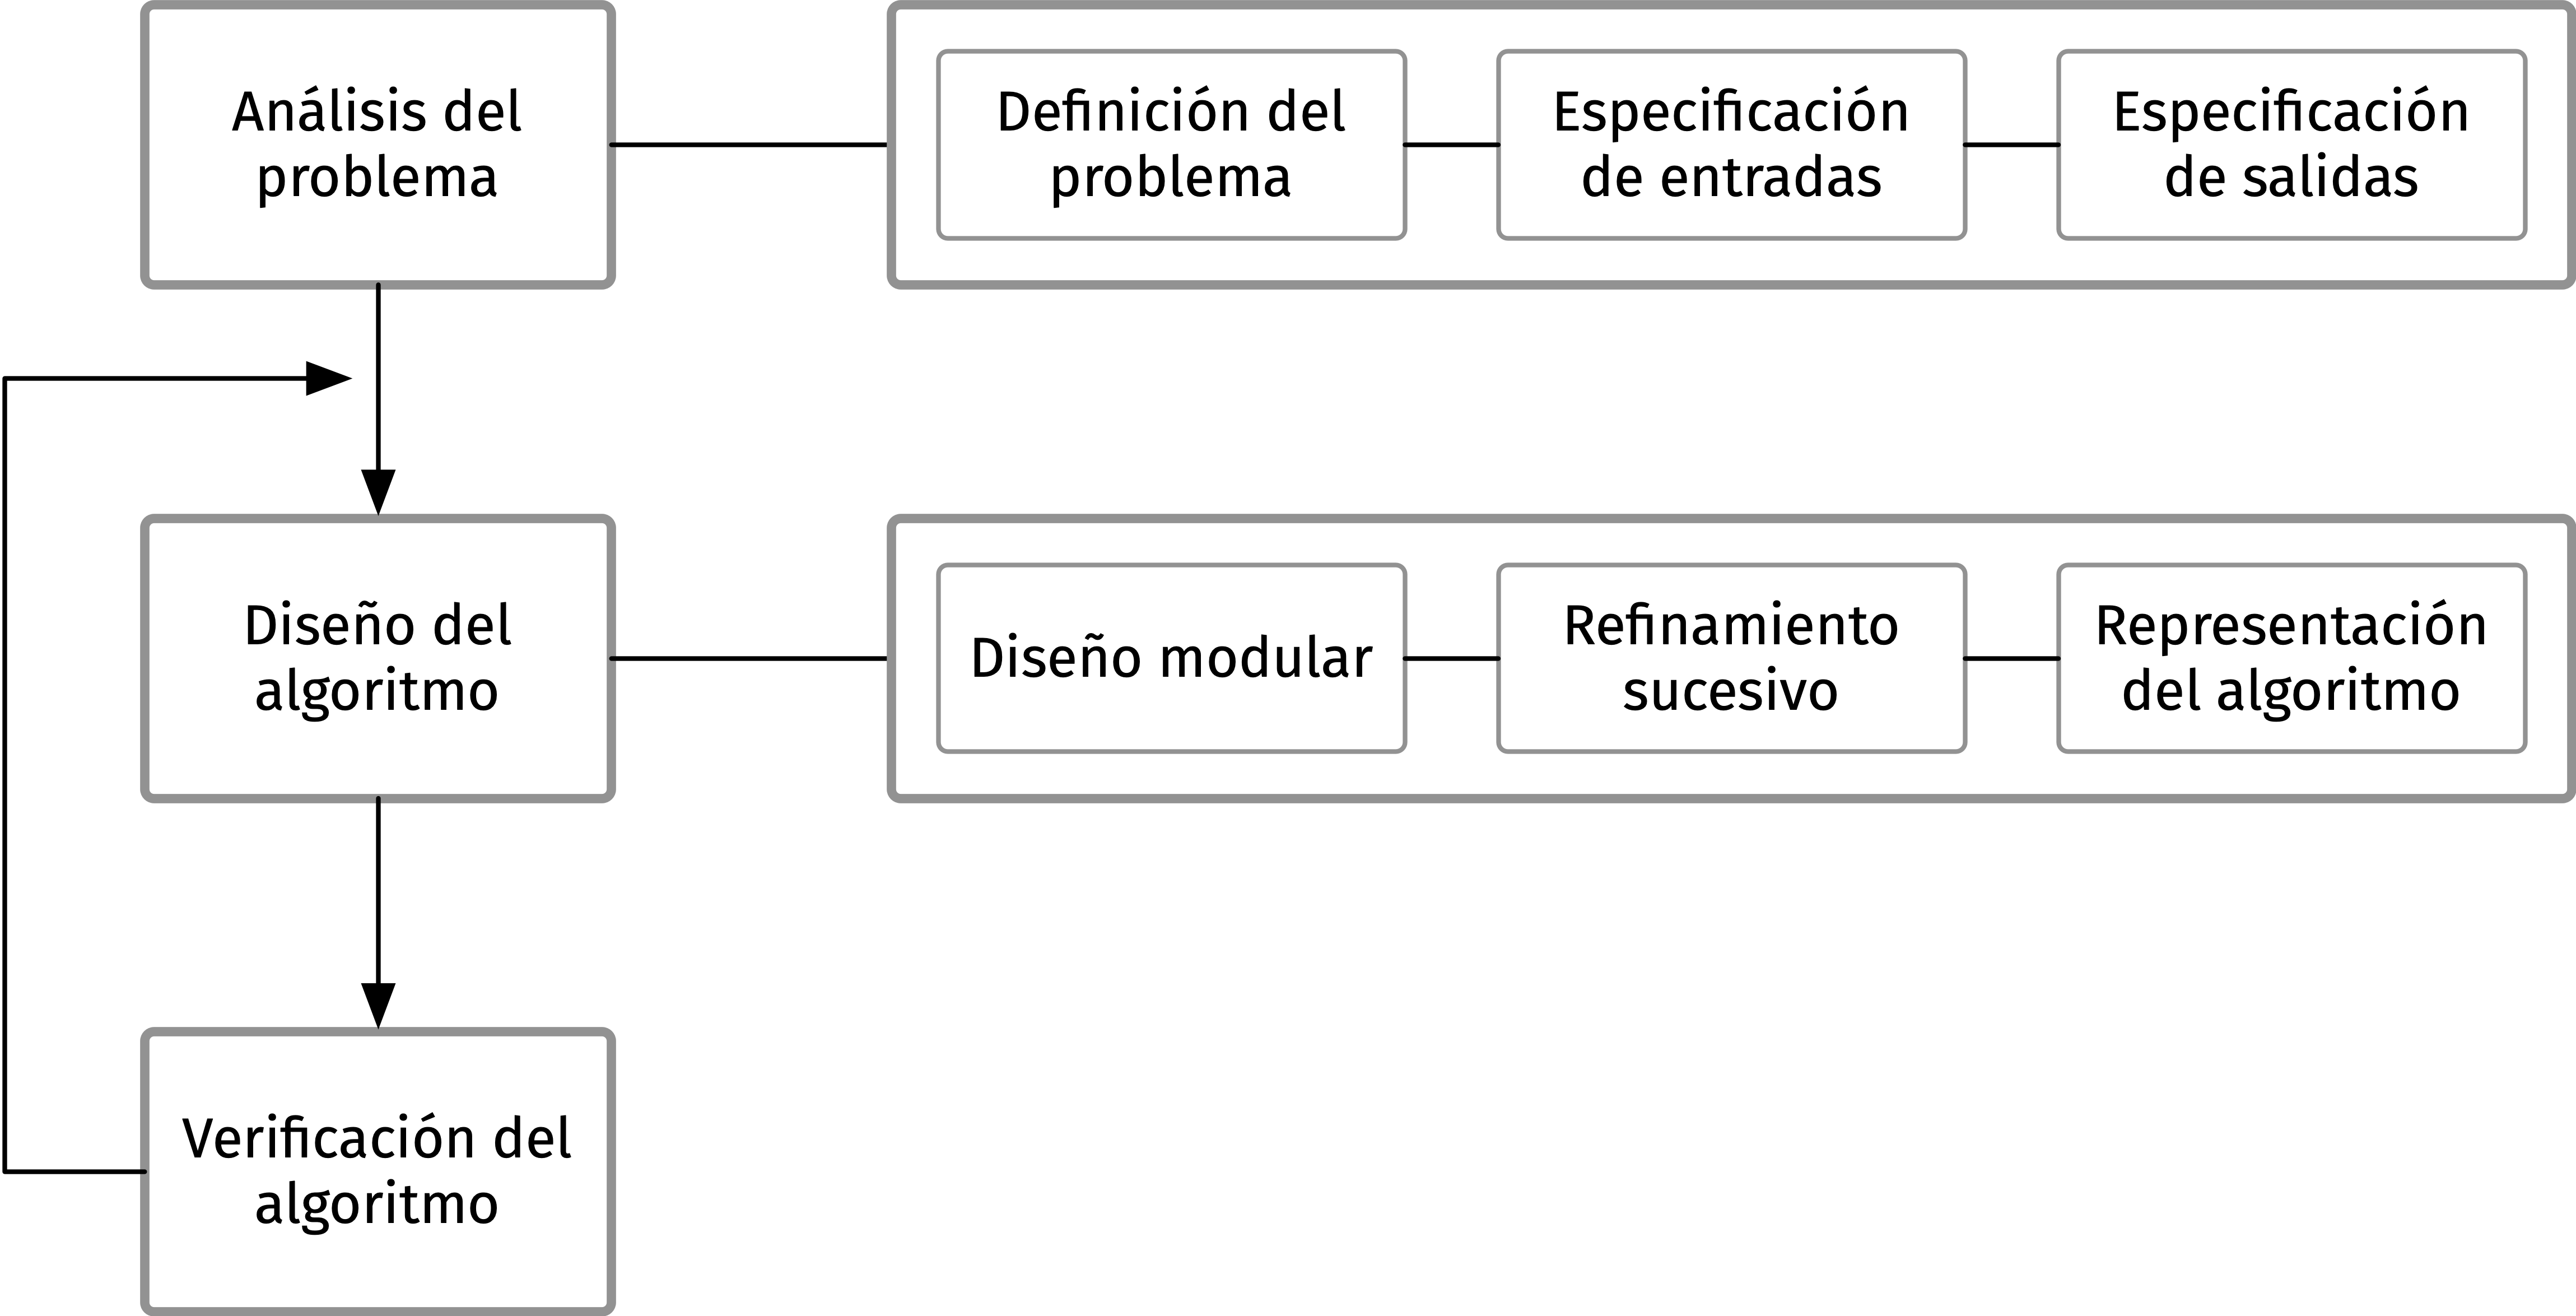 Análisis del
problema
Definición del
problema
Especificación
de entradas
Especificación
de salidas
Diseño del
algoritmo
Diseño modular
Refinamiento
sucesivo
Representación
del algoritmo
Verificación del
algoritmo